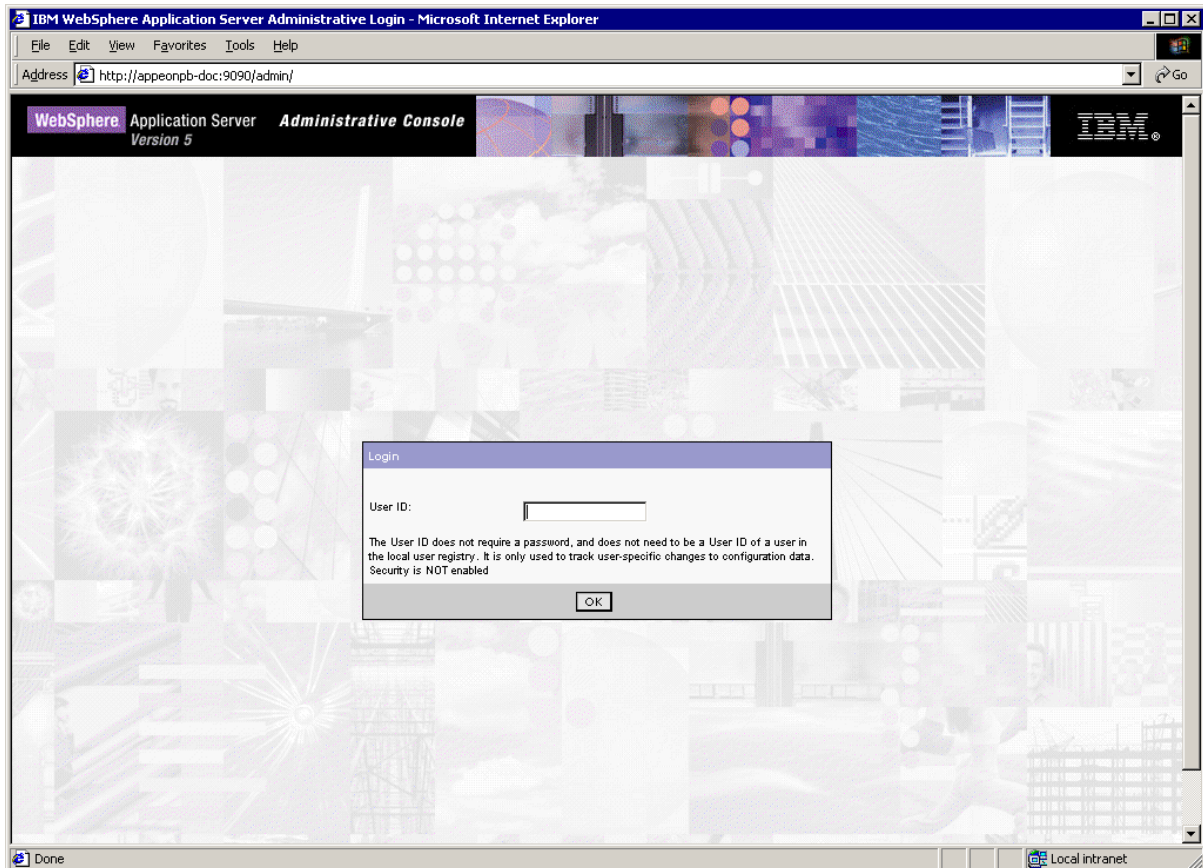 IBM WebSphere Application Server Administrative Login - Microsoft Internet Explorer
File Edit View Favorites Tools Help
Address http://appeonpb-doc:9090/admin/ Go
WebSphere. Application Server Administrative Console
Version 5
IBM®
Login
User ID:
The User ID does not require a password, and does not need to be a User ID of a user in
the local user registry. It is only used to track user-specific changes to configuration data.
Security is NOT enabled
OK
Done Local intranet